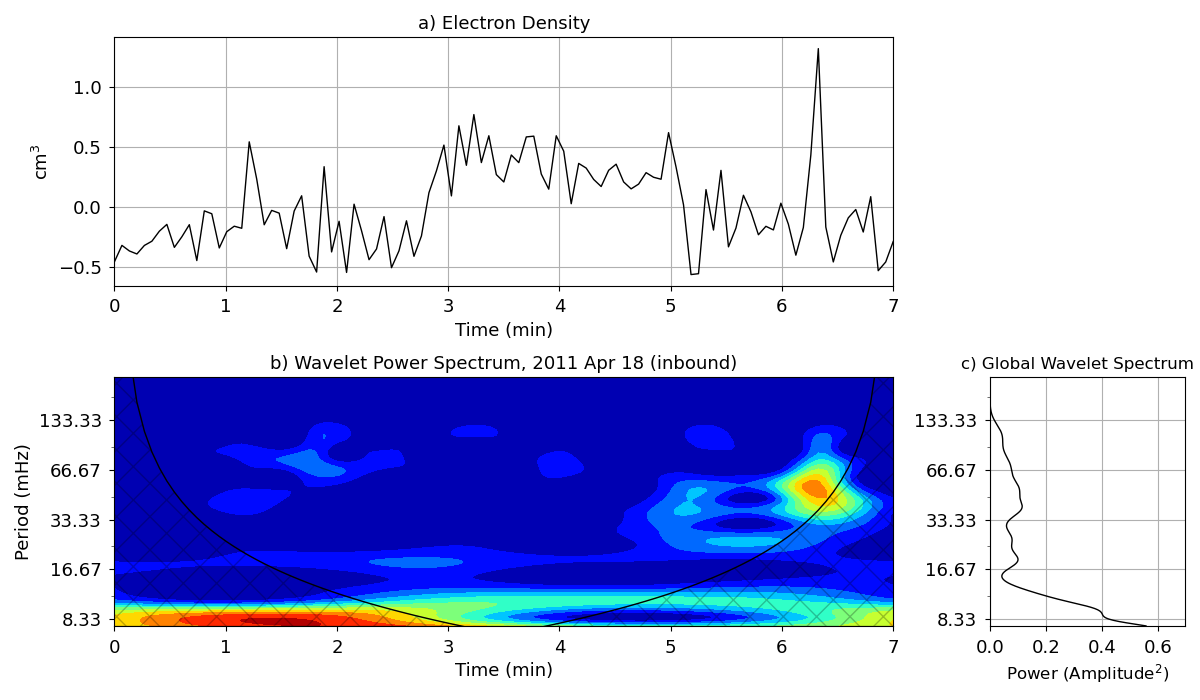 a) Electron Density
cm³
1.0
0.5
0.0
−0.5
0 1 2 3 4 5 6 7
Time (min)
b) Wavelet Power Spectrum, 2011 Apr 18 (inbound)
Period (mHz)
133.33
66.67
33.33
16.67
8.33
0 1 2 3 4 5 6 7
Time (min)
c) Global Wavelet Spectrum
133.33
66.67
33.33
16.67
8.33
0.0 0.2 0.4 0.6
Power (Amplitude²)